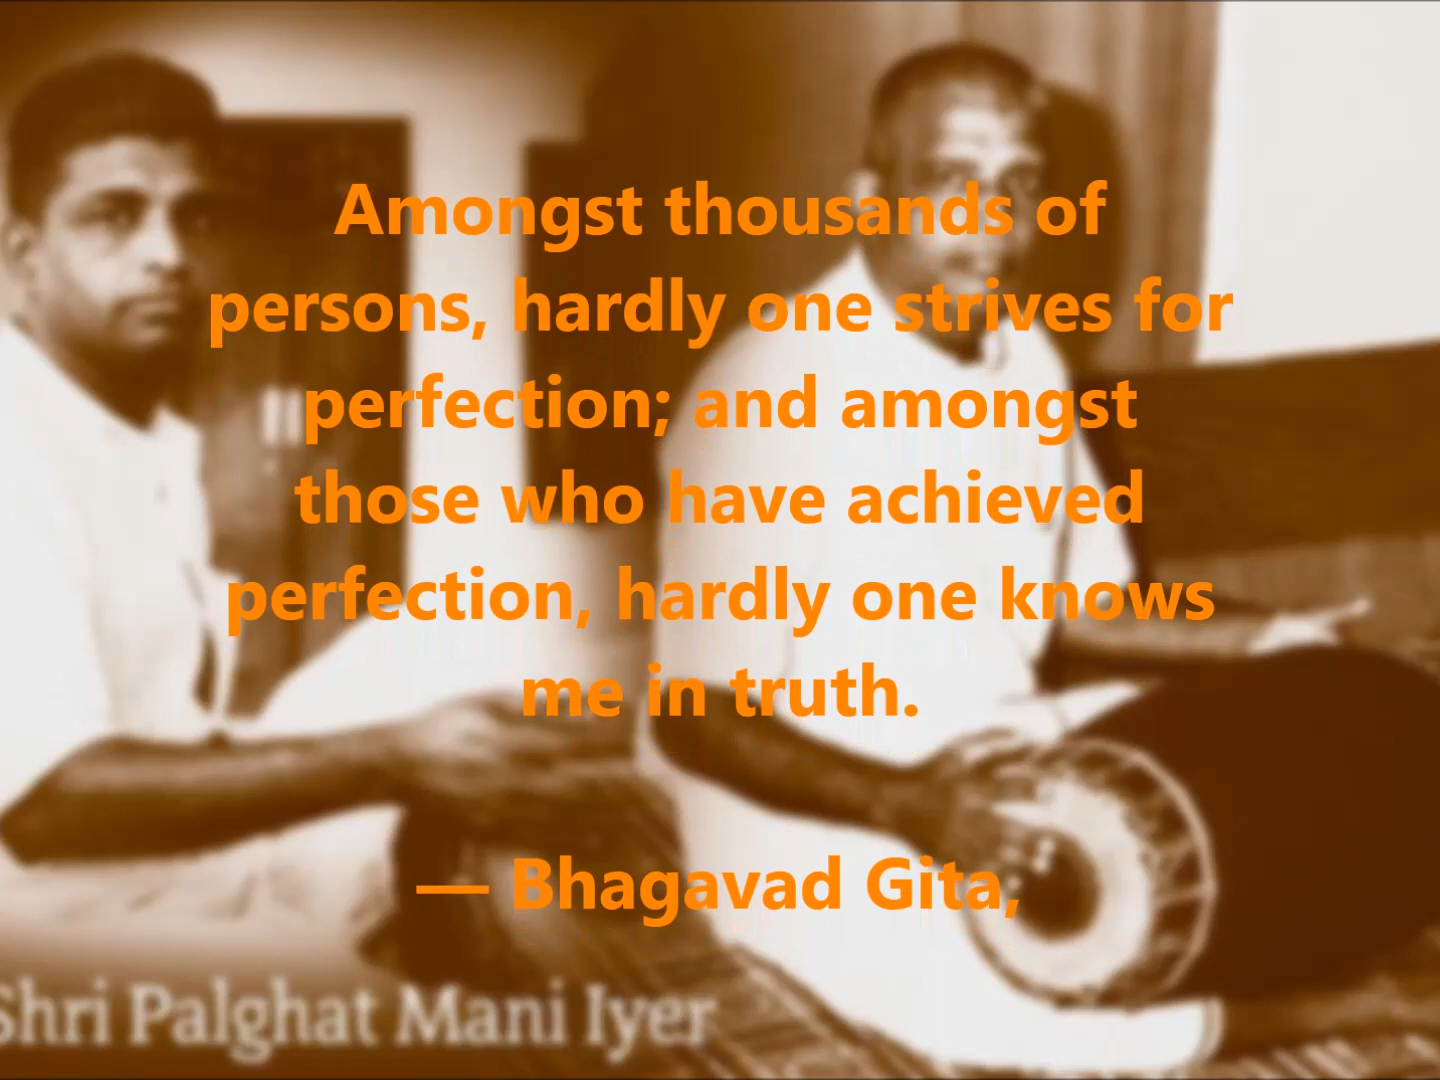 Amongst thousands of
persons, hardly one strives for
perfection; and amongst
those who have achieved
perfection, hardly one knows
me in truth.
— Bhagavad Gita,
Shri Palghat Mani Iyer